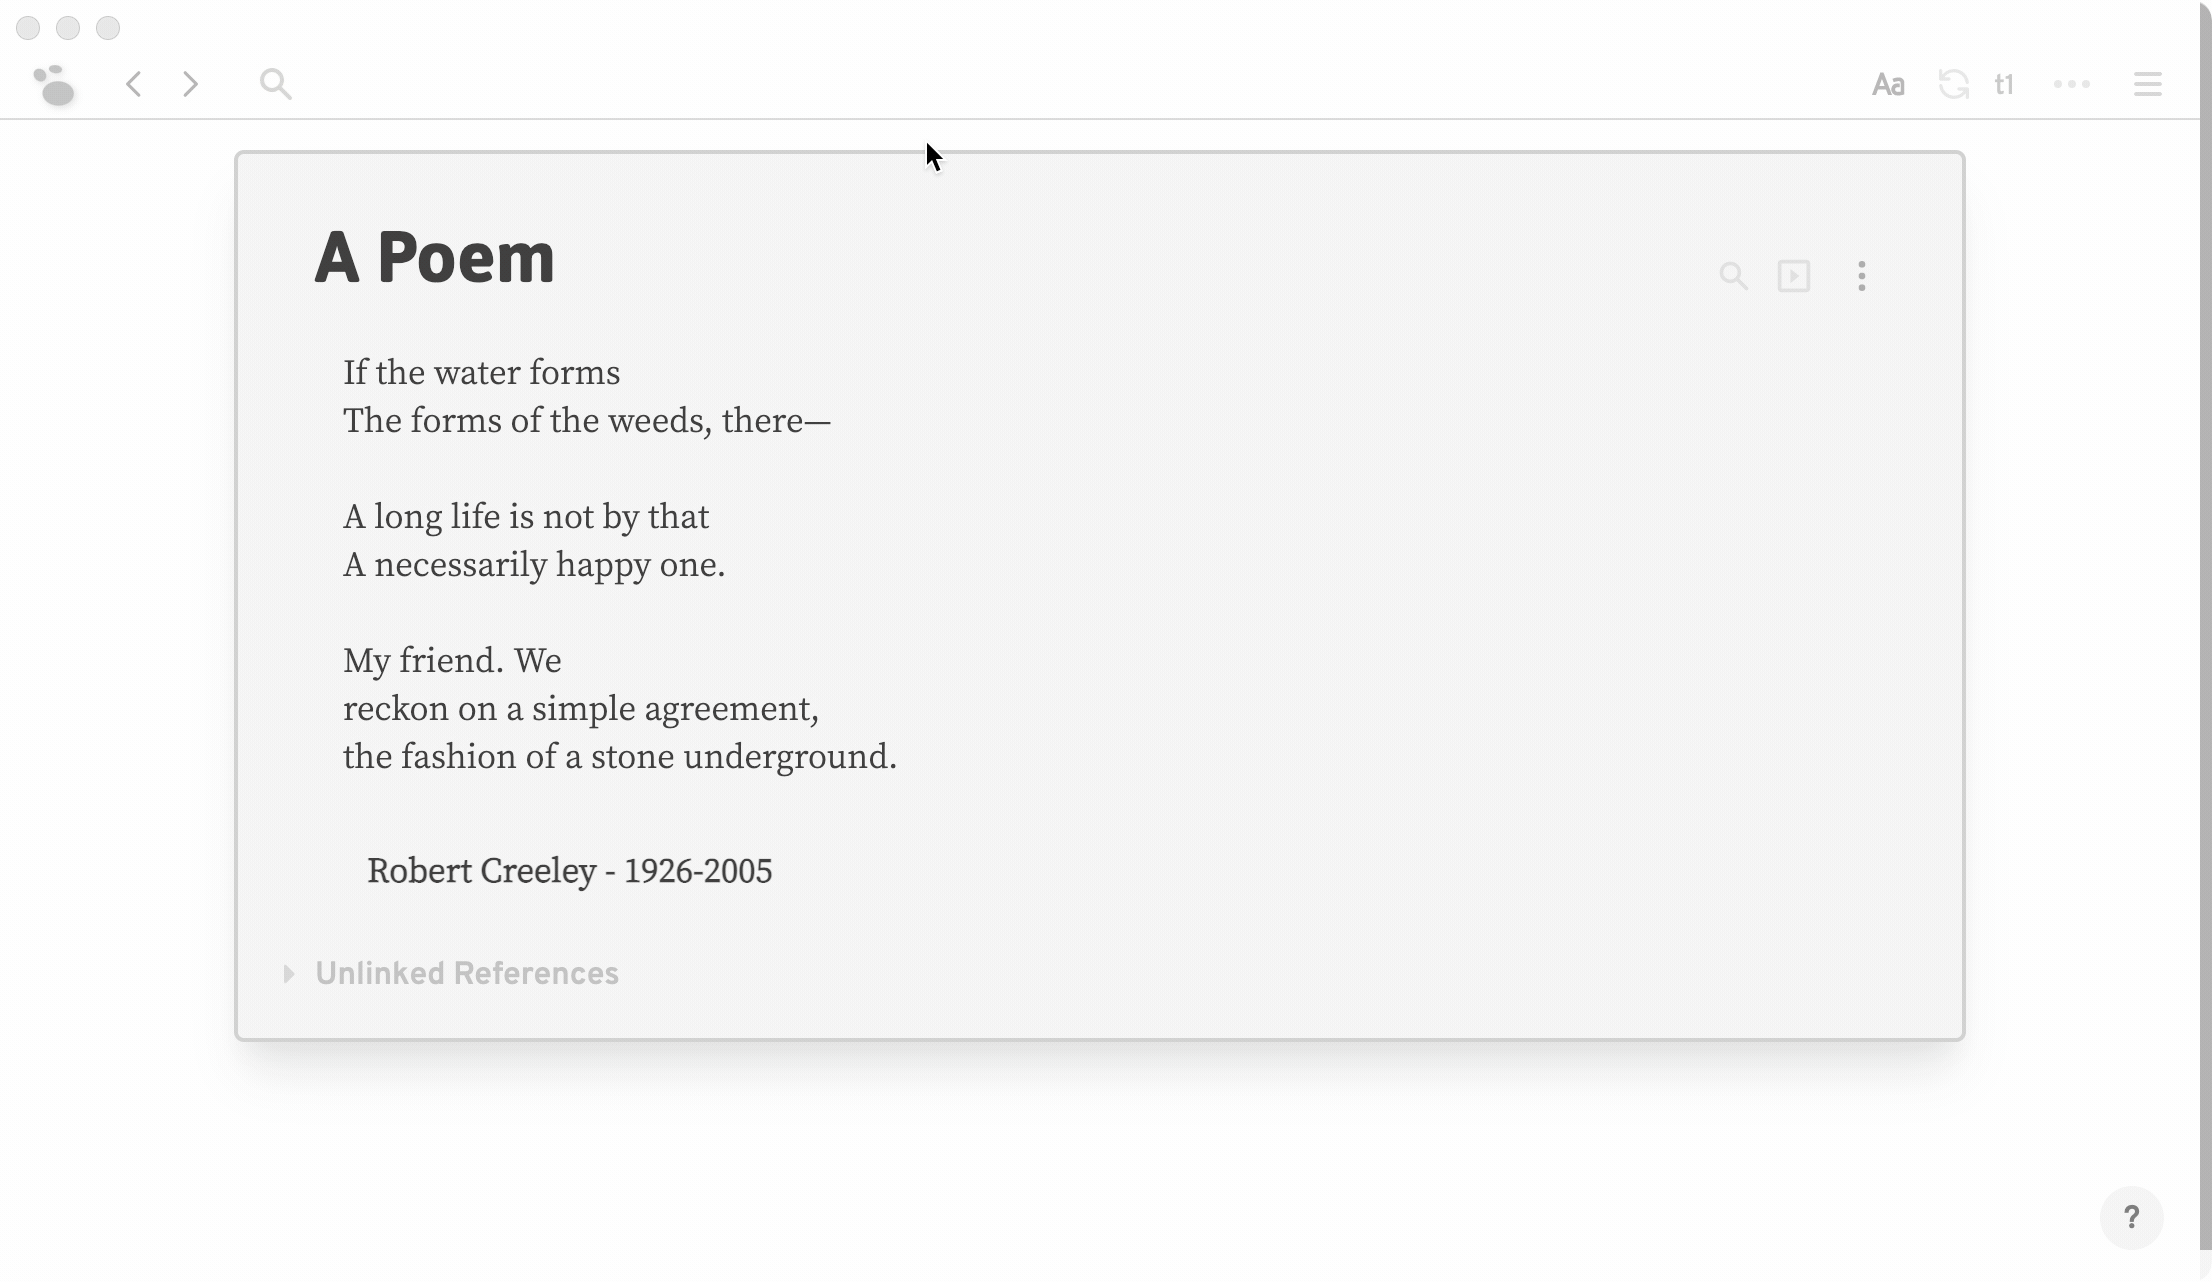 Aa t1
A Poem
If the water forms
The forms of the weeds, there—
A long life is not by that
A necessarily happy one.
My friend. We
reckon on a simple agreement,
the fashion of a stone underground.
Robert Creeley - 1926-2005
Unlinked References
?